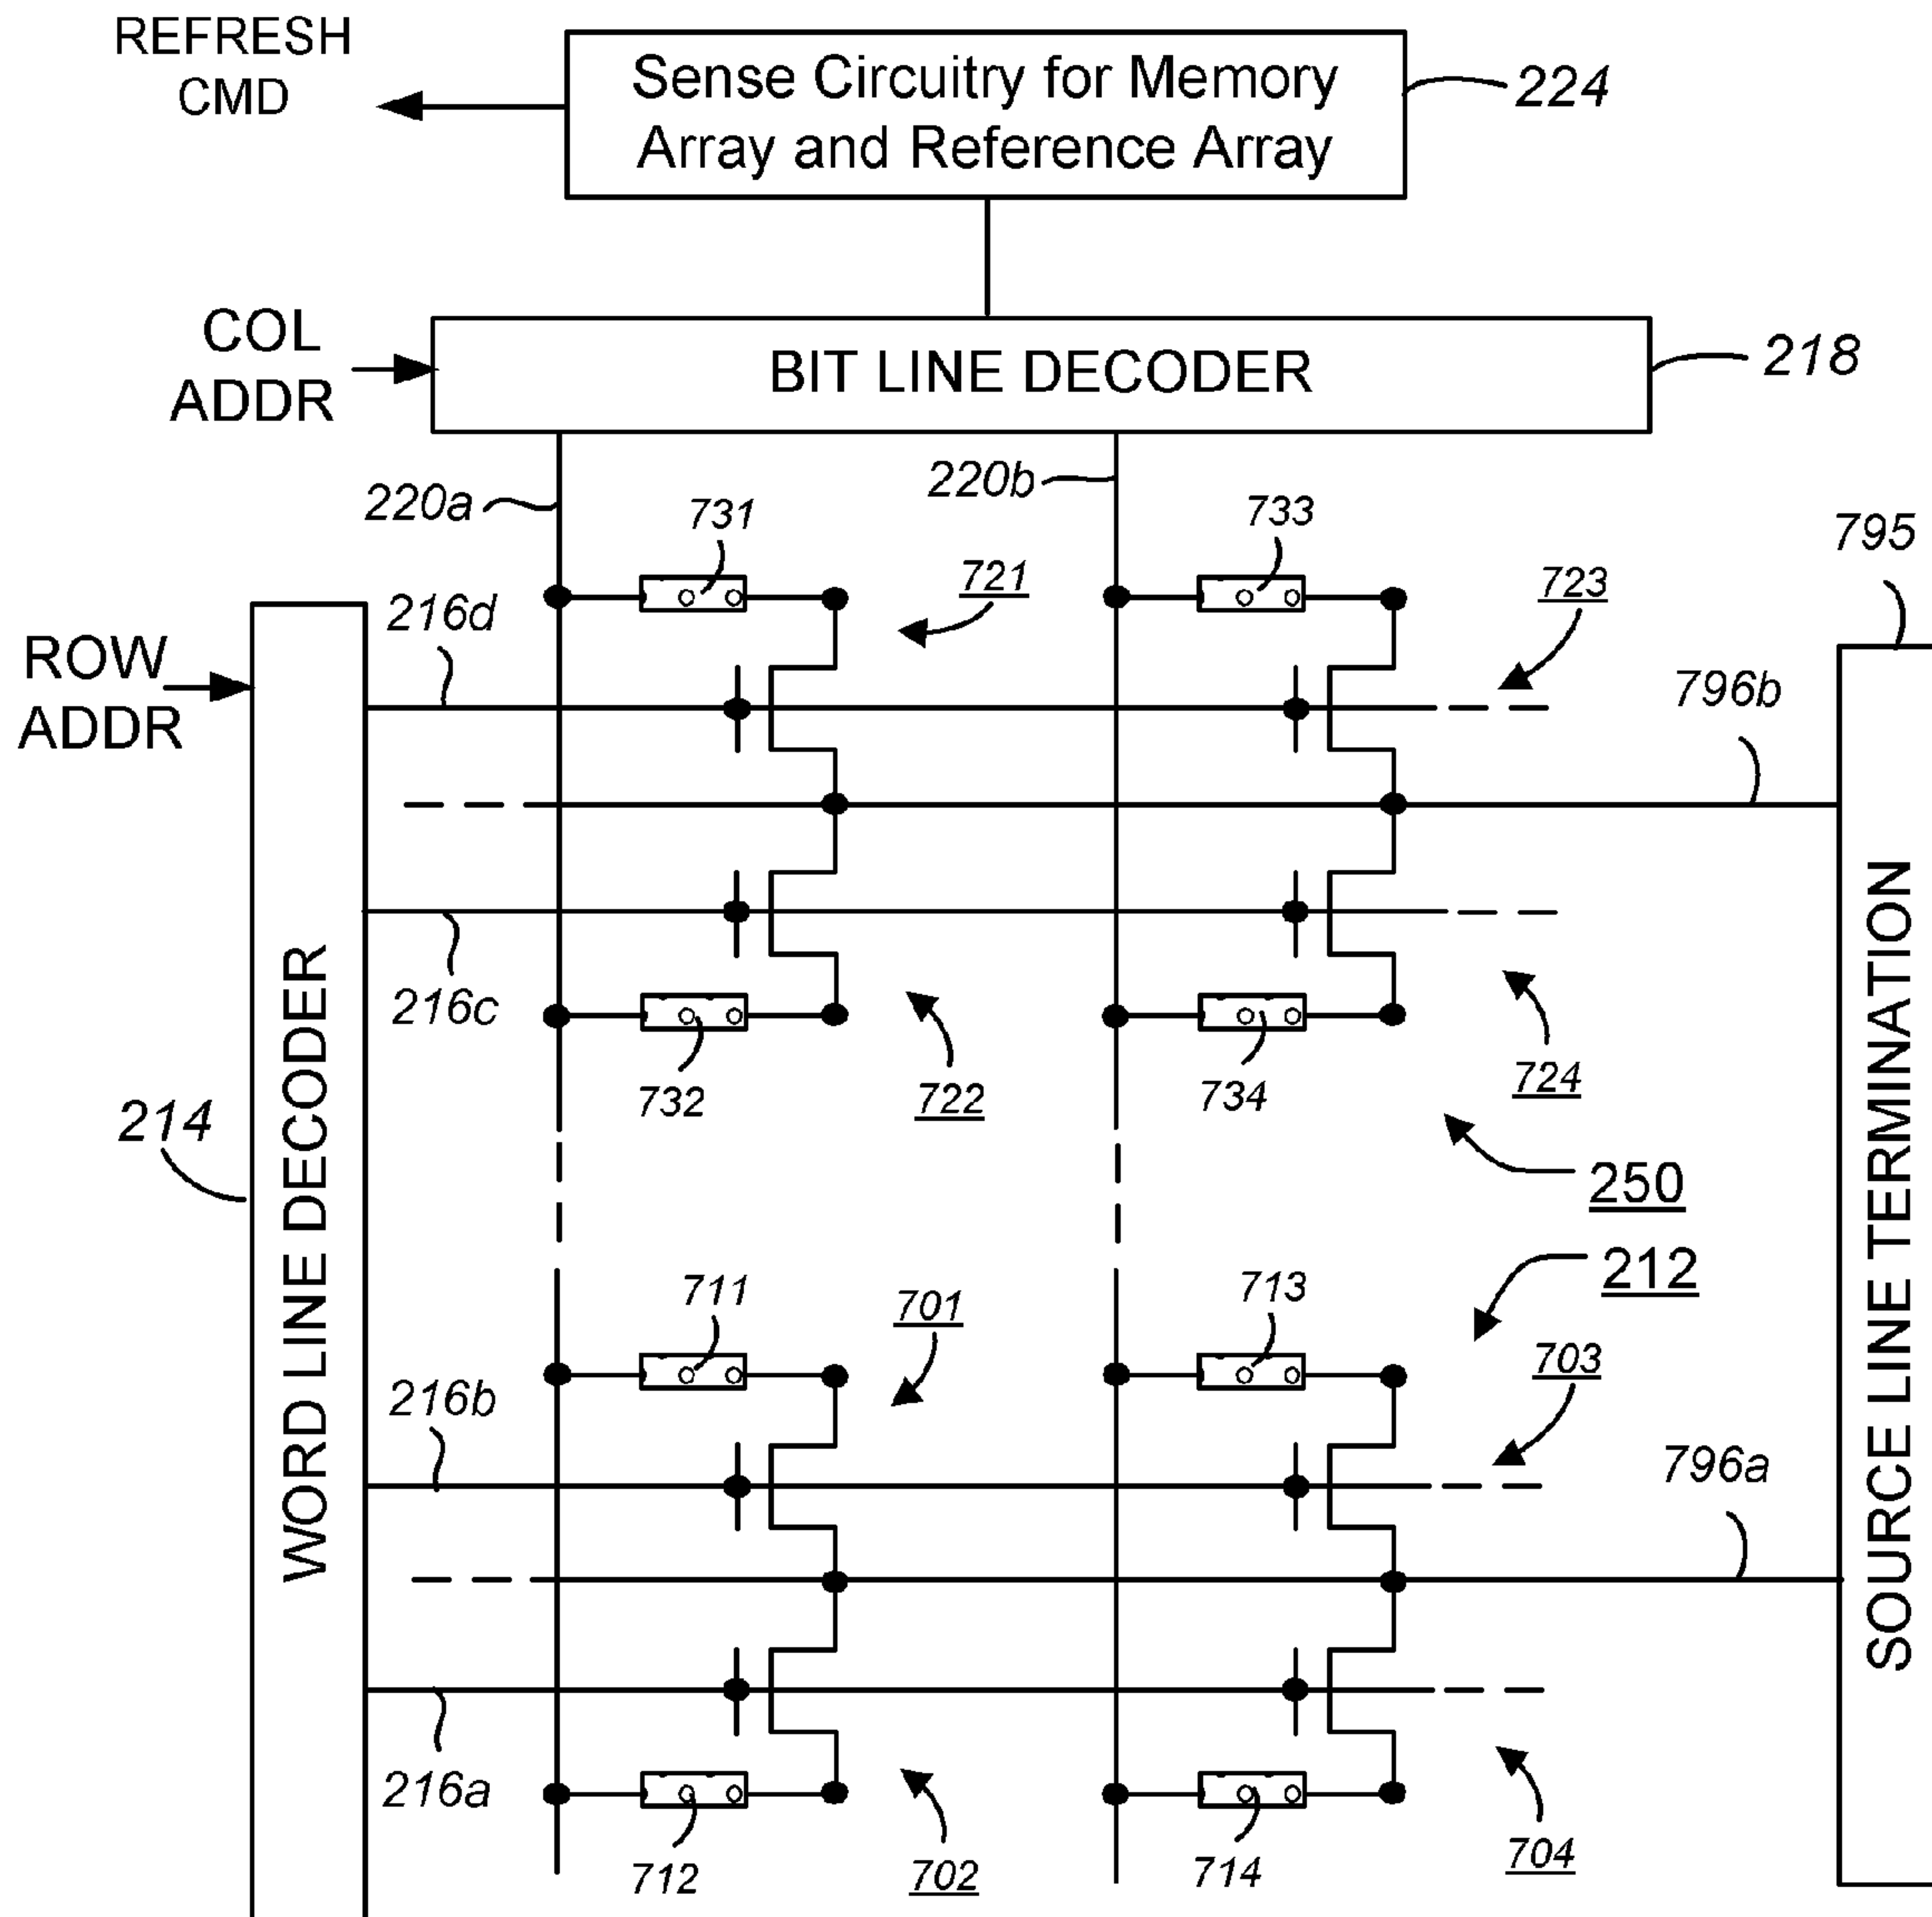 REFRESH
CMD
Sense Circuitry for Memory
Array and Reference Array
224
COL
ADDR
BIT LINE DECODER
218
220a
731
220b
733
795
721
723
216d
ROW
ADDR
796b
216c
732
722
734
724
214
WORD LINE DECODER
SOURCE LINE TERMINATION
250
212
711
701
713
703
216b
796a
216a
712
702
714
704